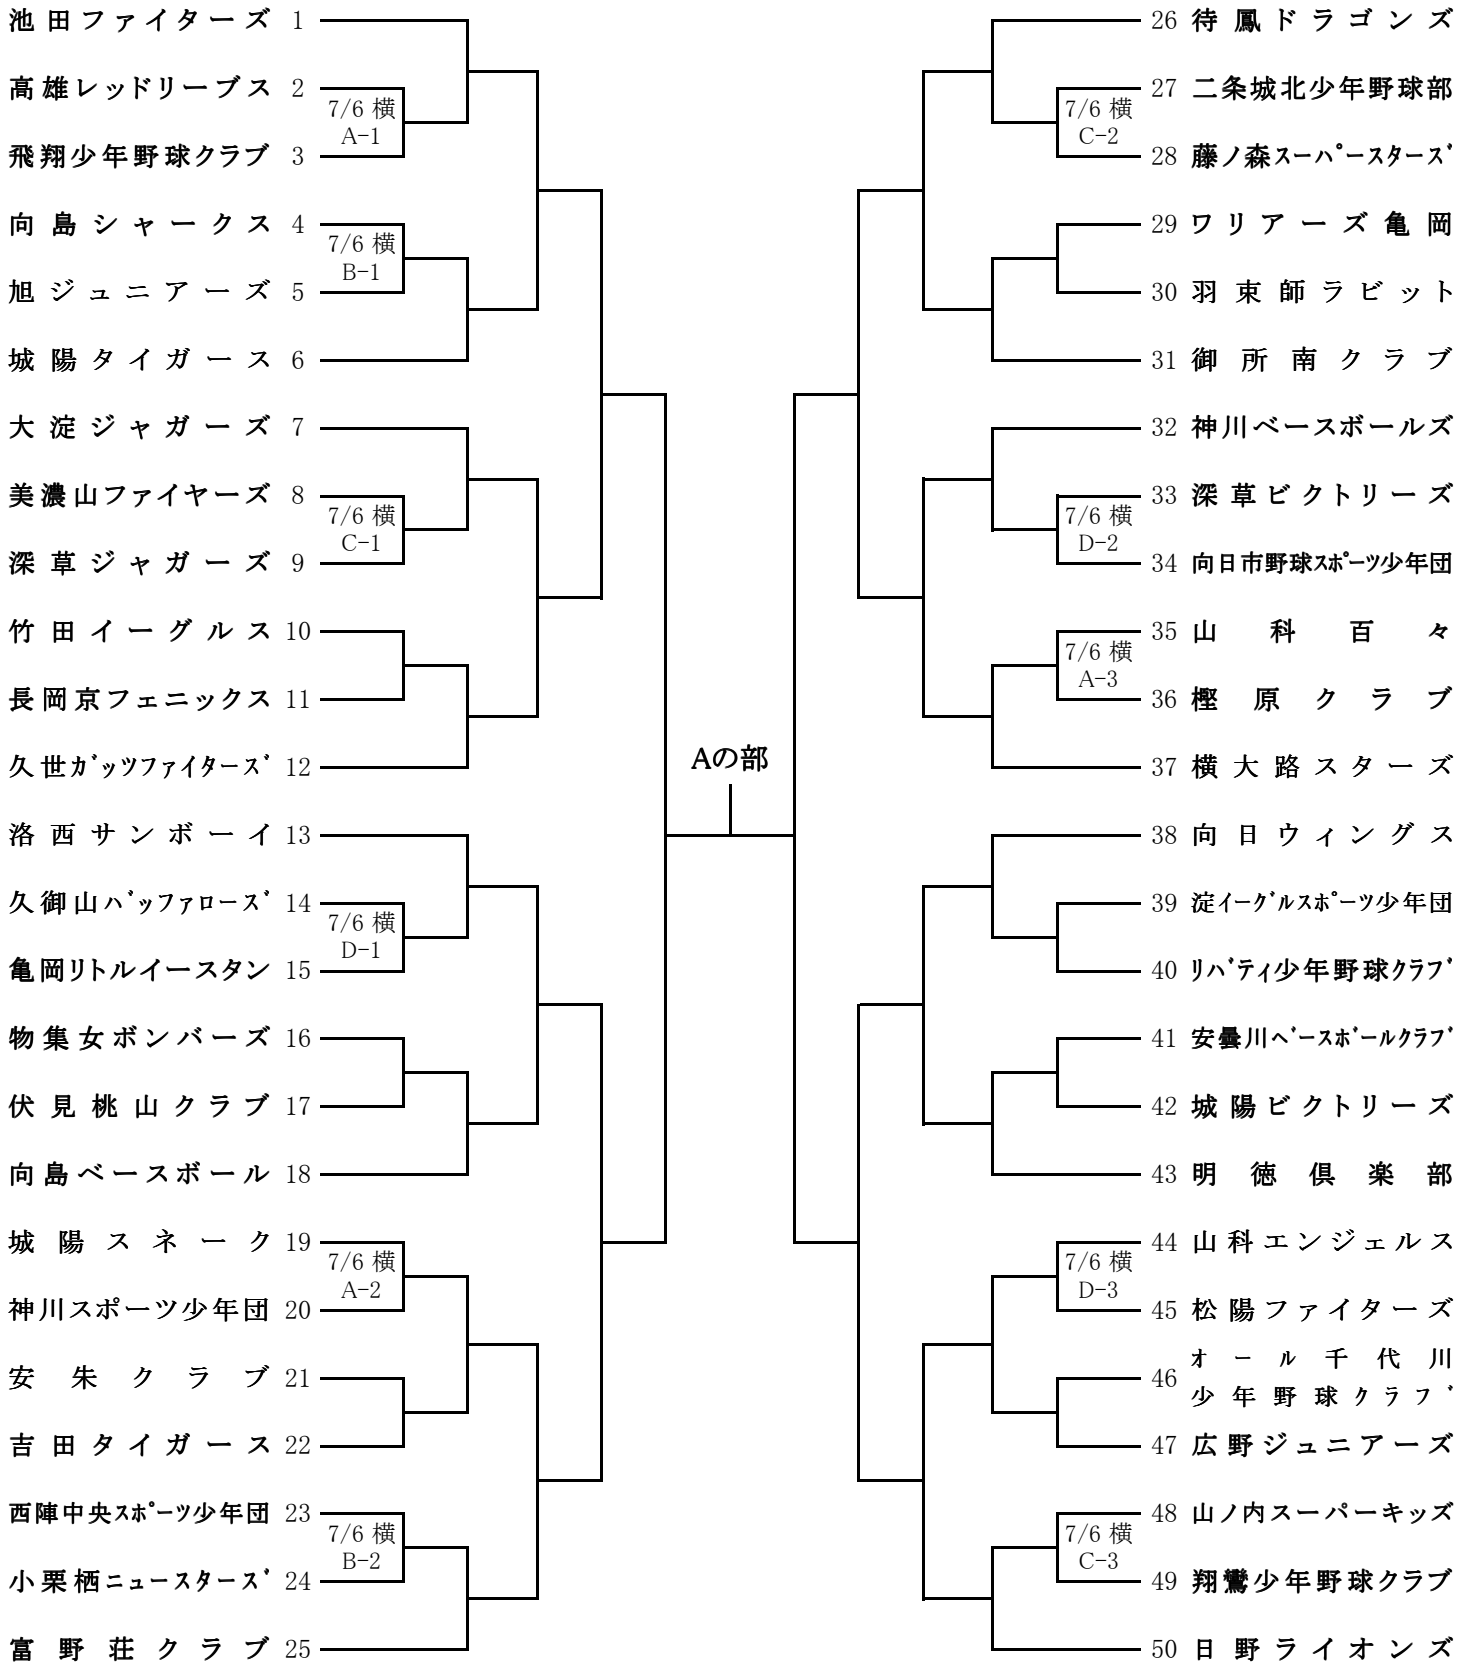 池田ファイターズ 1
高雄レッドリーブス 2
7/6 横
A-1
飛翔少年野球クラブ 3
向島シャークス 4
7/6 横
B-1
旭ジュニアーズ 5
城陽タイガース 6
大淀ジャガーズ 7
美濃山ファイヤーズ 8
7/6 横
C-1
深草ジャガーズ 9
竹田イーグルス 10
長岡京フェニックス 11
久世ガッツファイターズ 12
洛西サンボーイ 13
久御山バッファローズ 14
7/6 横
D-1
亀岡リトルイースタン 15
物集女ボンバーズ 16
伏見桃山クラブ 17
向島ベースボール 18
城陽スネーク 19
7/6 横
A-2
神川スポーツ少年団 20
安朱クラブ 21
吉田タイガース 22
西陣中央スポーツ少年団 23
7/6 横
B-2
小栗栖ニュースターズ 24
富野荘クラブ 25
Aの部
26 待鳳ドラゴンズ
27 二条城北少年野球部
7/6 横
C-2
28 藤ノ森スーパースターズ
29 ワリアーズ亀岡
30 羽束師ラビット
31 御所南クラブ
32 神川ベースボールズ
33 深草ビクトリーズ
7/6 横
D-2
34 向日市野球スポーツ少年団
35 山科百々
7/6 横
A-3
36 樫原クラブ
37 横大路スターズ
38 向日ウィングス
39 淀イーグルスポーツ少年団
40 リバティ少年野球クラブ
41 安曇川ベースボールクラブ
42 城陽ビクトリーズ
43 明徳倶楽部
44 山科エンジェルス
7/6 横
D-3
45 松陽ファイターズ
46 オール千代川
少年野球クラブ
47 広野ジュニアーズ
48 山ノ内スーパーキッズ
7/6 横
C-3
49 翔鸞少年野球クラブ
50 日野ライオンズ